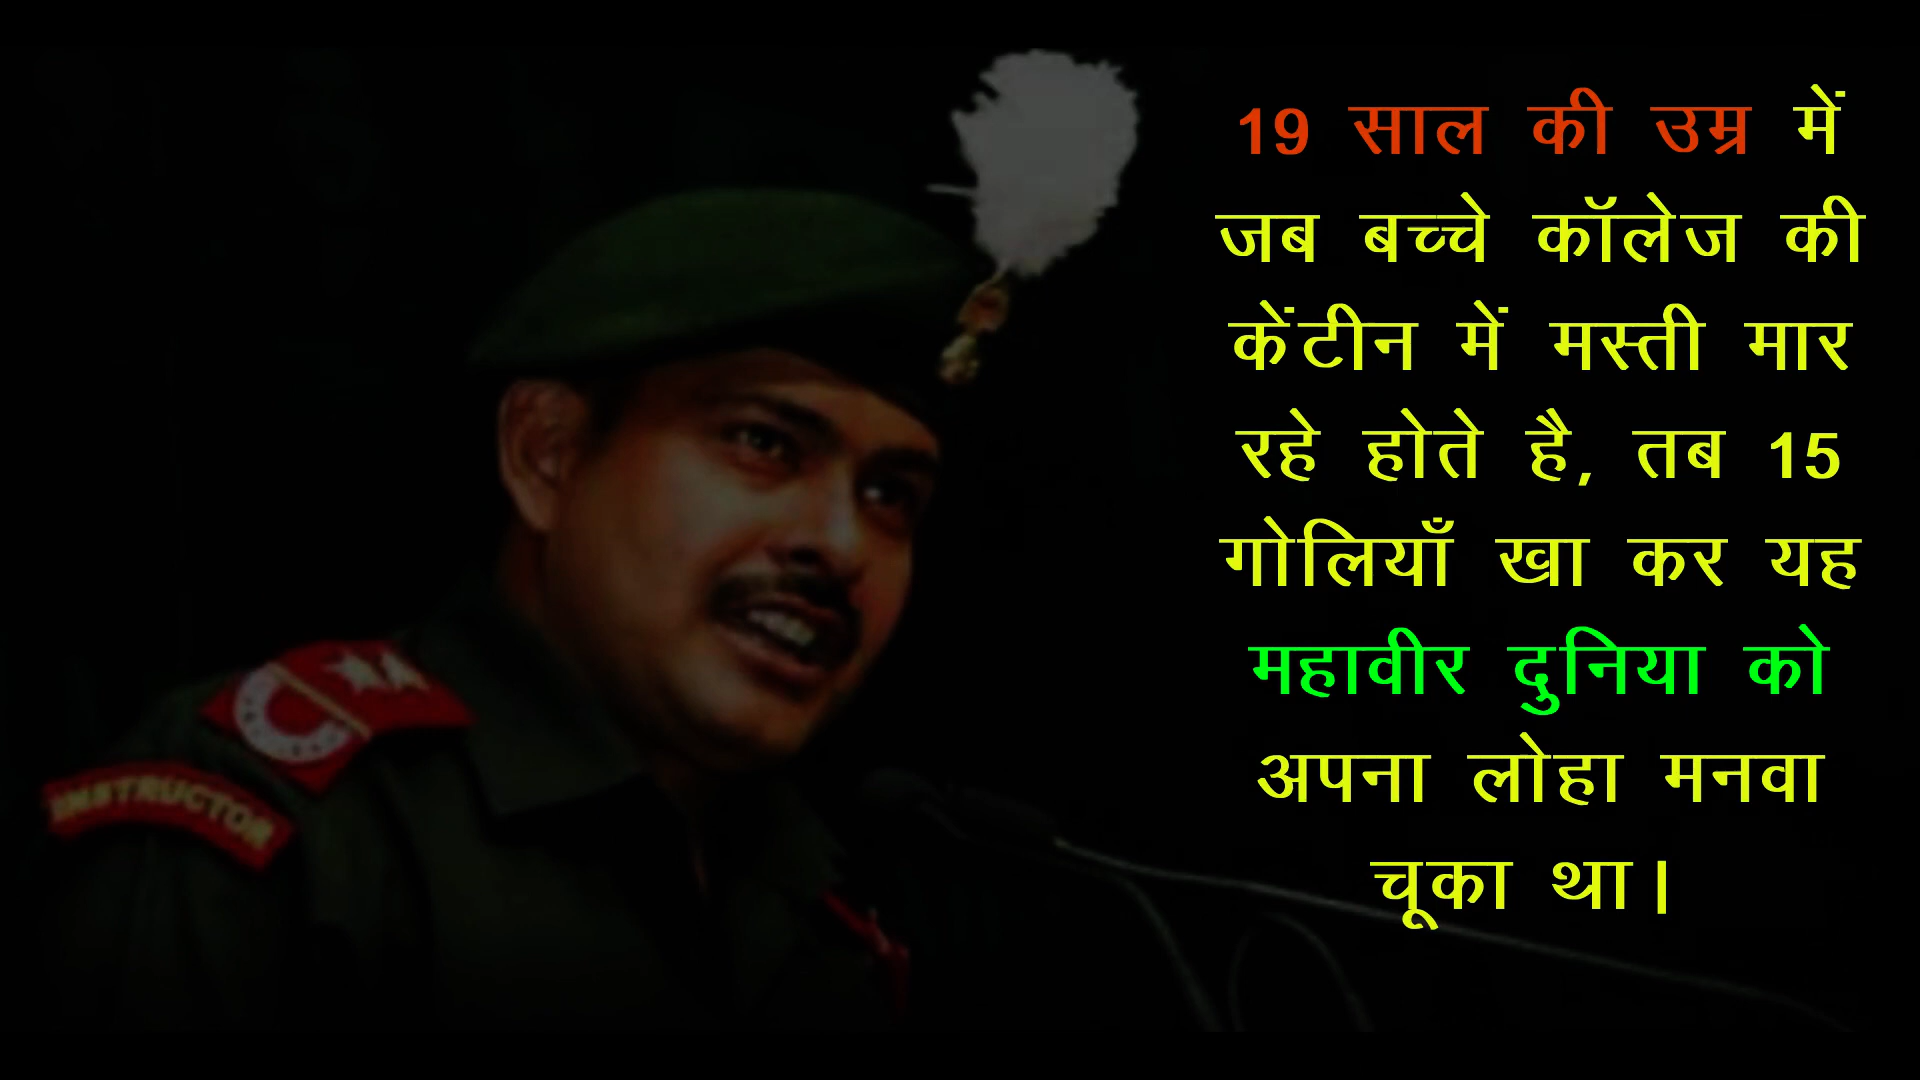 19 साल की उम्र में
जब बच्चे कॉलेज की
केंटीन में मस्ती मार
रहे होते है, तब 15
गोलियाँ खा कर यह
महावीर दुनिया को
अपना लोहा मनवा
चूका था।
INSTRUCTOR